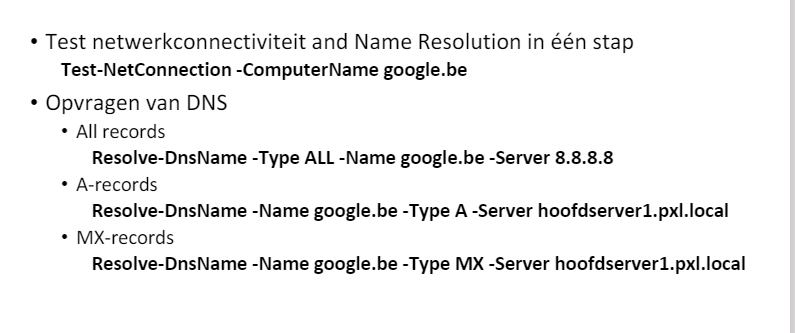 • Test netwerkconnectiviteit and Name Resolution in één stap
Test-NetConnection -ComputerName google.be
• Opvragen van DNS
• All records
Resolve-DnsName -Type ALL -Name google.be -Server 8.8.8.8
• A-records
Resolve-DnsName -Name google.be -Type A -Server hoofdserver1.pxl.local
• MX-records
Resolve-DnsName -Name google.be -Type MX -Server hoofdserver1.pxl.local